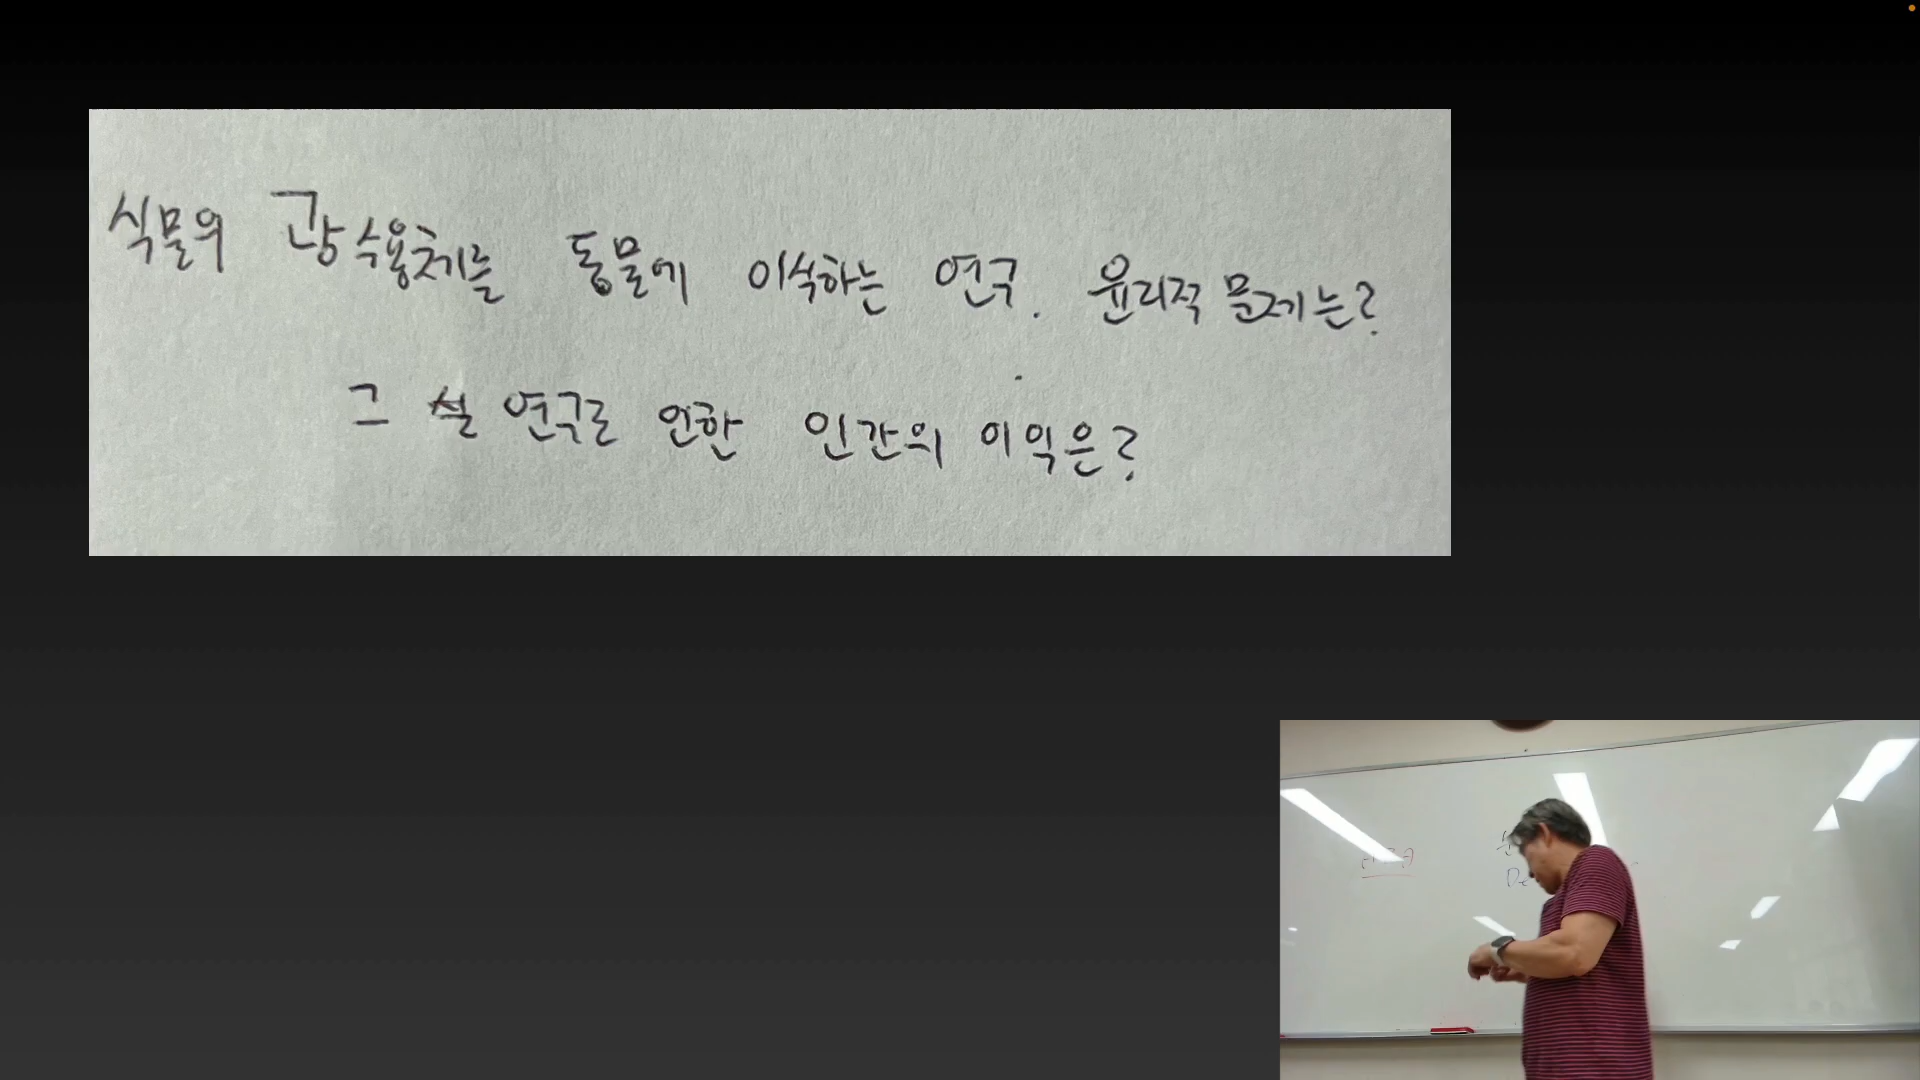 식물의 광수용체를 동물에 이식하는 연구. 윤리적 문제는?
그 연구로 인한 인간의 이익은?
De